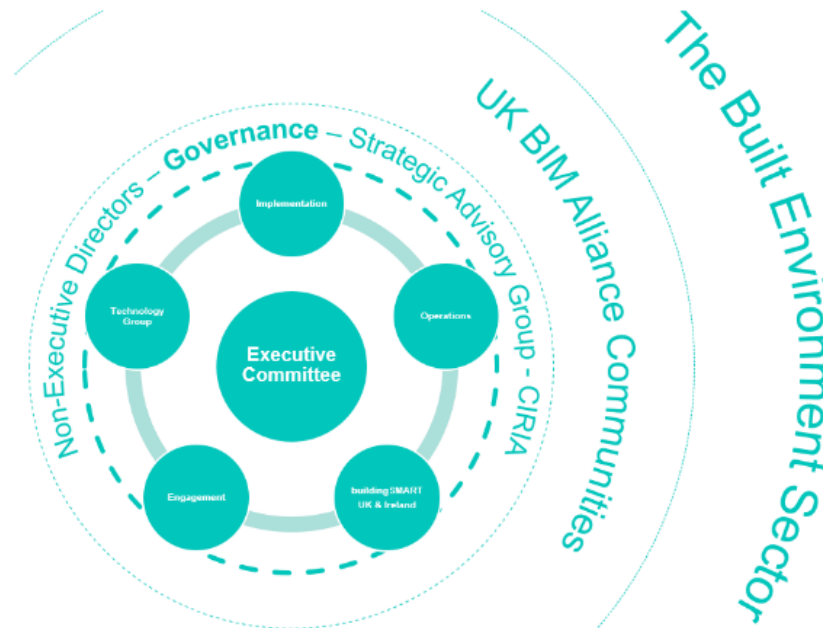 The Built Environment Sector
UK BIM Alliance Communities
Non-Executive Directors – Governance – Strategic Advisory Group - CIRIA
Implementation
Technology
Group
Operations
Executive
Committee
Engagement
buildingSMART
UK & Ireland